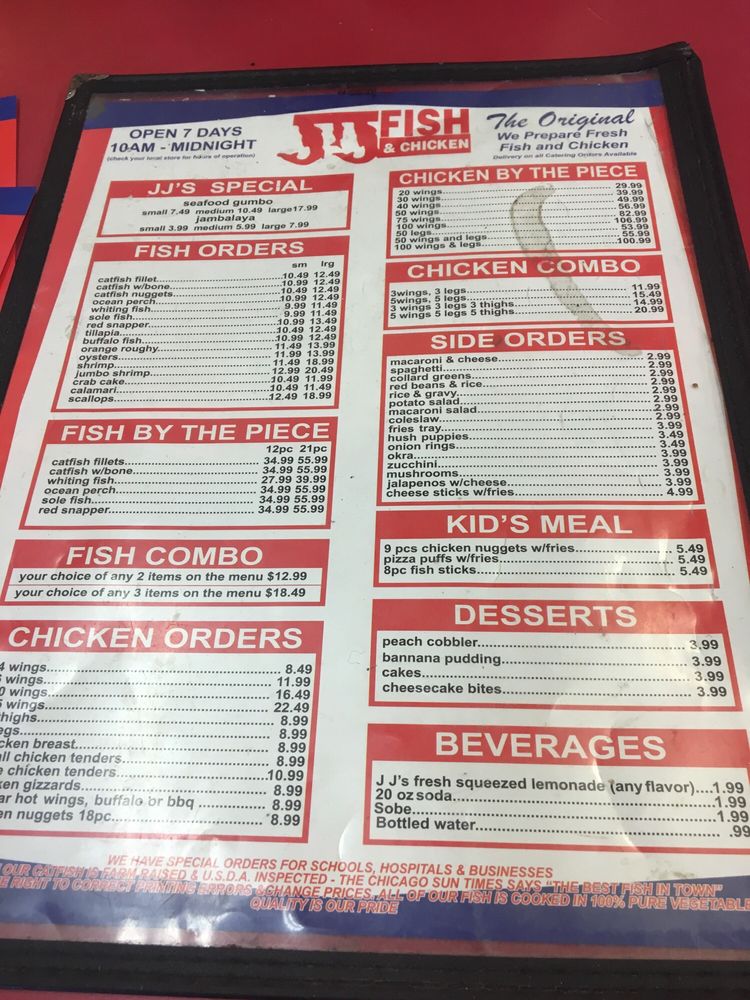 OPEN 7 DAYS
10AM - MIDNIGHT
(check your local store for hours of operation)
JJ FISH
& CHICKEN
The Original
We Prepare Fresh
Fish and Chicken
Delivery on all Catering Orders Available
JJ'S SPECIAL
seafood gumbo
small 7.49 medium 10.49 large17.99
jambalaya
small 3.99 medium 5.99 large 7.99
FISH ORDERS
sm lrg
catfish fillet 10.49 12.49
catfish w/bone 10.99 12.49
catfish nuggets 10.49 12.49
ocean perch 10.99 12.49
whiting fish 9.99 11.49
sole fish 9.99 11.49
red snapper 10.99 13.49
tillapia 10.49 12.49
buffalo fish 10.99 12.49
orange roughy 11.49 13.99
oysters 11.99 13.99
shrimp 11.49 18.99
jumbo shrimp 12.99 20.49
crab cake 10.49 11.99
calamari 10.49 11.49
scallops 12.49 18.99
FISH BY THE PIECE
12pc 21pc
catfish fillets 34.99 55.99
catfish w/bone 34.99 55.99
whiting fish 27.99 39.99
ocean perch 34.99 55.99
sole fish 34.99 55.99
red snapper 34.99 55.99
FISH COMBO
your choice of any 2 items on the menu $12.99
your choice of any 3 items on the menu $18.49
CHICKEN ORDERS
4 wings 8.49
wings 11.99
0 wings 16.49
wings 22.49
thighs 8.99
egs 8.99
cken breast 8.99
ll chicken tenders 8.99
e chicken tenders 10.99
en gizzards 8.99
ar hot wings, buffalo or bbq 8.99
en nuggets 18pc 8.99
CHICKEN BY THE PIECE
20 wings 29.99
30 wings 39.99
40 wings 49.99
50 wings 56.99
75 wings 82.99
100 wings 106.99
50 legs 53.99
50 wings and legs 55.99
100 wings & legs 100.99
CHICKEN COMBO
3wings, 3 legs 11.99
5wings, 5 legs 15.49
3 wings 3 legs 3 thighs 14.99
5 wings 5 legs 5 thighs 20.99
SIDE ORDERS
macaroni & cheese 2.99
spaghetti 2.99
collard greens 2.99
red beans & rice 2.99
rice & gravy 2.99
potato salad 2.99
macaroni salad 2.99
coleslaw 2.99
fries tray 3.99
hush puppies 3.49
onion rings 3.49
okra 3.99
zucchini 3.99
mushrooms 3.99
jalapenos w/cheese 3.99
cheese sticks w/fries 4.99
KID'S MEAL
9 pcs chicken nuggets w/fries 5.49
pizza puffs w/fries 5.49
8pc fish sticks 5.49
DESSERTS
peach cobbler 3.99
bannana pudding 3.99
cakes 3.99
cheesecake bites 3.99
BEVERAGES
J J's fresh squeezed lemonade (any flavor) 1.99
20 oz soda 1.99
Sobe 1.99
Bottled water .99
WE HAVE SPECIAL ORDERS FOR SCHOOLS, HOSPITALS & BUSINESSES
OUR CATFISH IS FARM RAISED & U.S.D.A. INSPECTED - THE CHICAGO SUN TIMES SAYS "THE BEST FISH IN TOWN"
E RIGHT TO CORRECT PRINTING ERRORS &CHANGE PRICES. ALL OF OUR FISH IS COOKED IN 100% PURE VEGETABLE
QUALITY IS OUR PRIDE